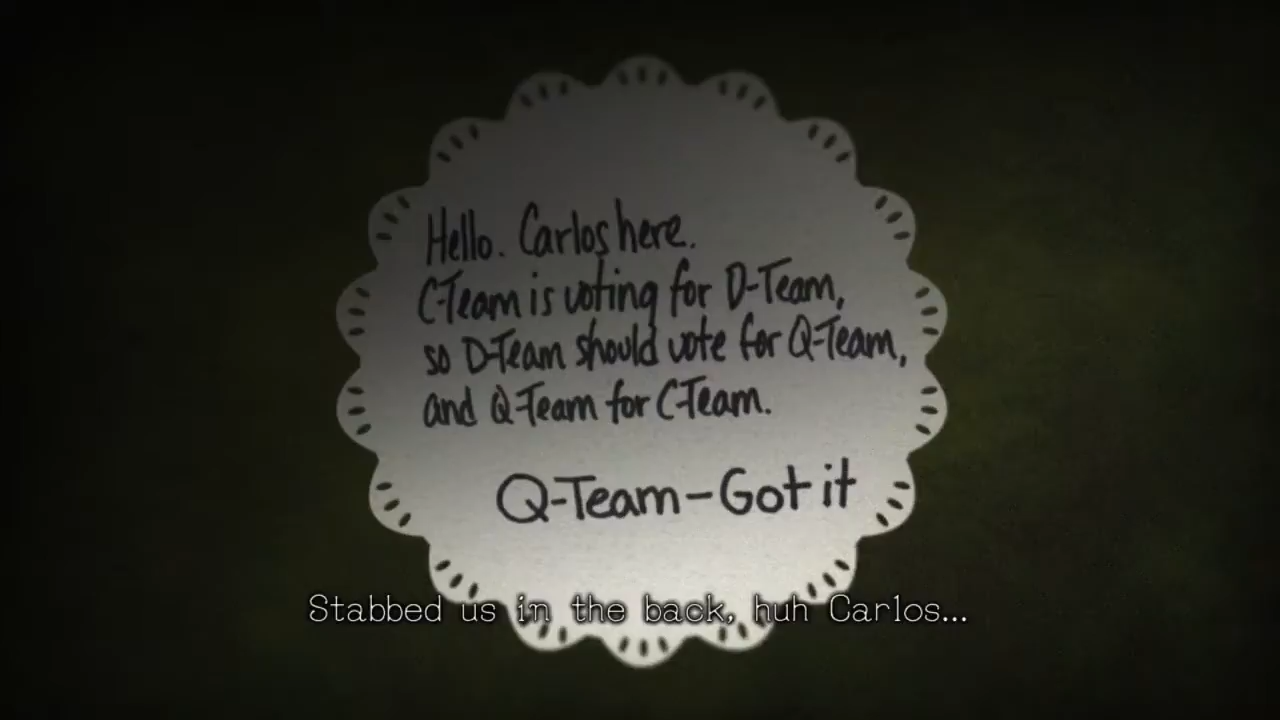 Hello. Carlos here.
C-Team is voting for D-Team,
so D-Team should vote for Q-Team,
and Q-Team for C-Team.
Q-Team-Got it
Stabbed us in the back, huh Carlos...